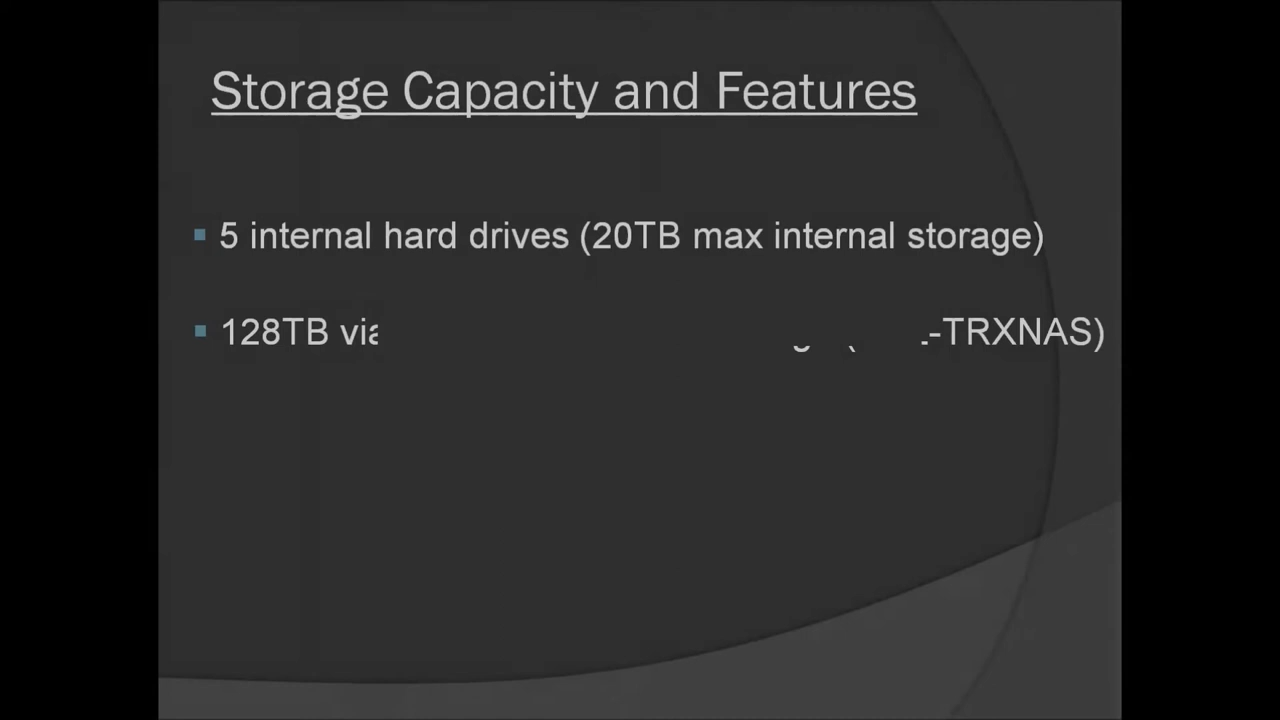 Storage Capacity and Features
5 internal hard drives (20TB max internal storage)
128TB via -TRXNAS)